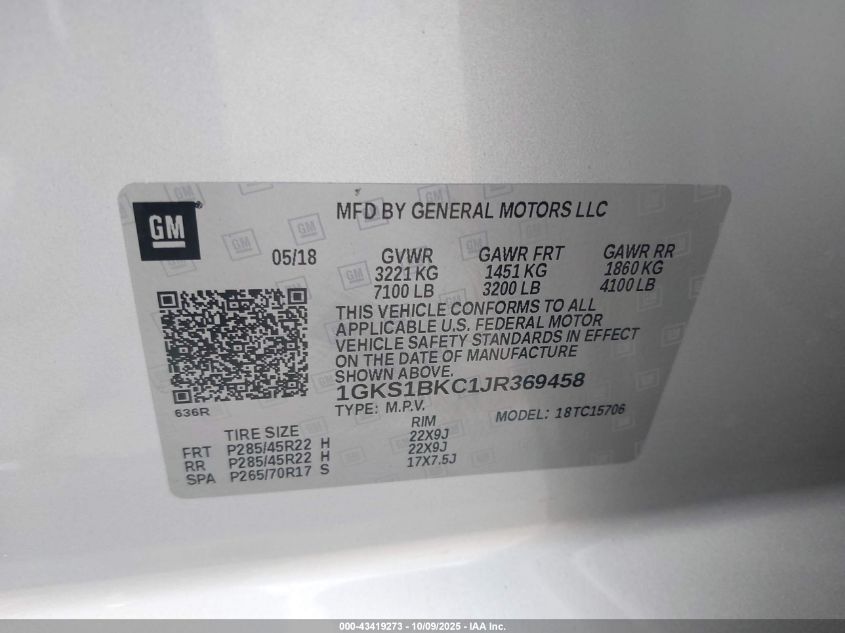 GM
MFD BY GENERAL MOTORS LLC
05/18 GVWR GAWR FRT GAWR RR
3221 KG 1451 KG 1860 KG
7100 LB 3200 LB 4100 LB
THIS VEHICLE CONFORMS TO ALL
APPLICABLE U.S. FEDERAL MOTOR
VEHICLE SAFETY STANDARDS IN EFFECT
ON THE DATE OF MANUFACTURE
SHOWN ABOVE.
1GKS1BKC1JR369458
636R
TYPE: M.P.V. MODEL: 18TC15706
TIRE SIZE RIM
FRT P285/45R22 H 22X9J
RR P285/45R22 H 22X9J
SPA P265/70R17 S 17X7.5J
000-43419273 - 10/09/2025 - IAA Inc.